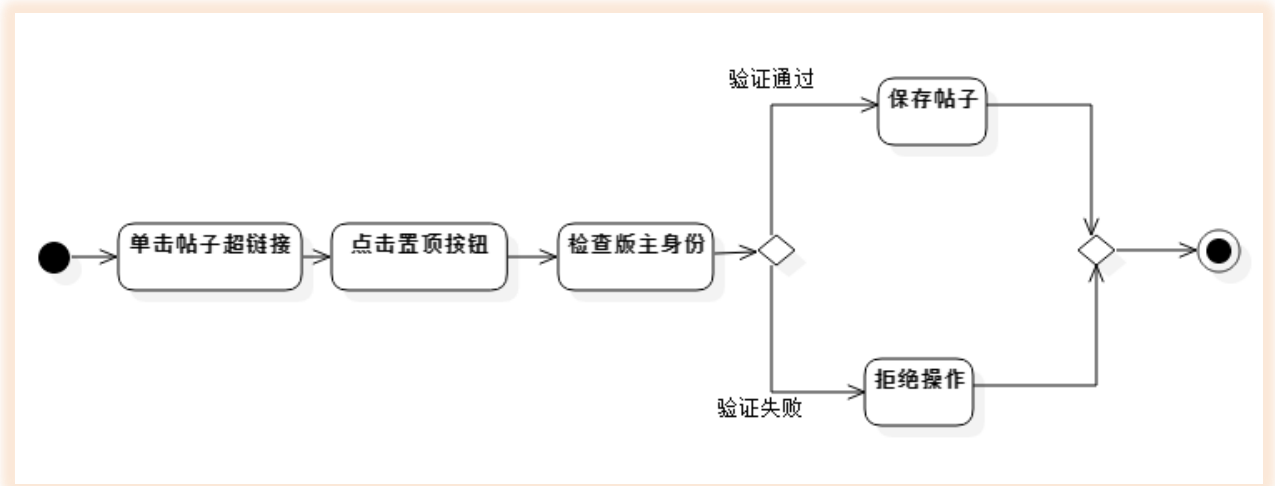 验证通过
保存帖子
单击帖子超链接
点击置顶按钮
检查版主身份
拒绝操作
验证失败